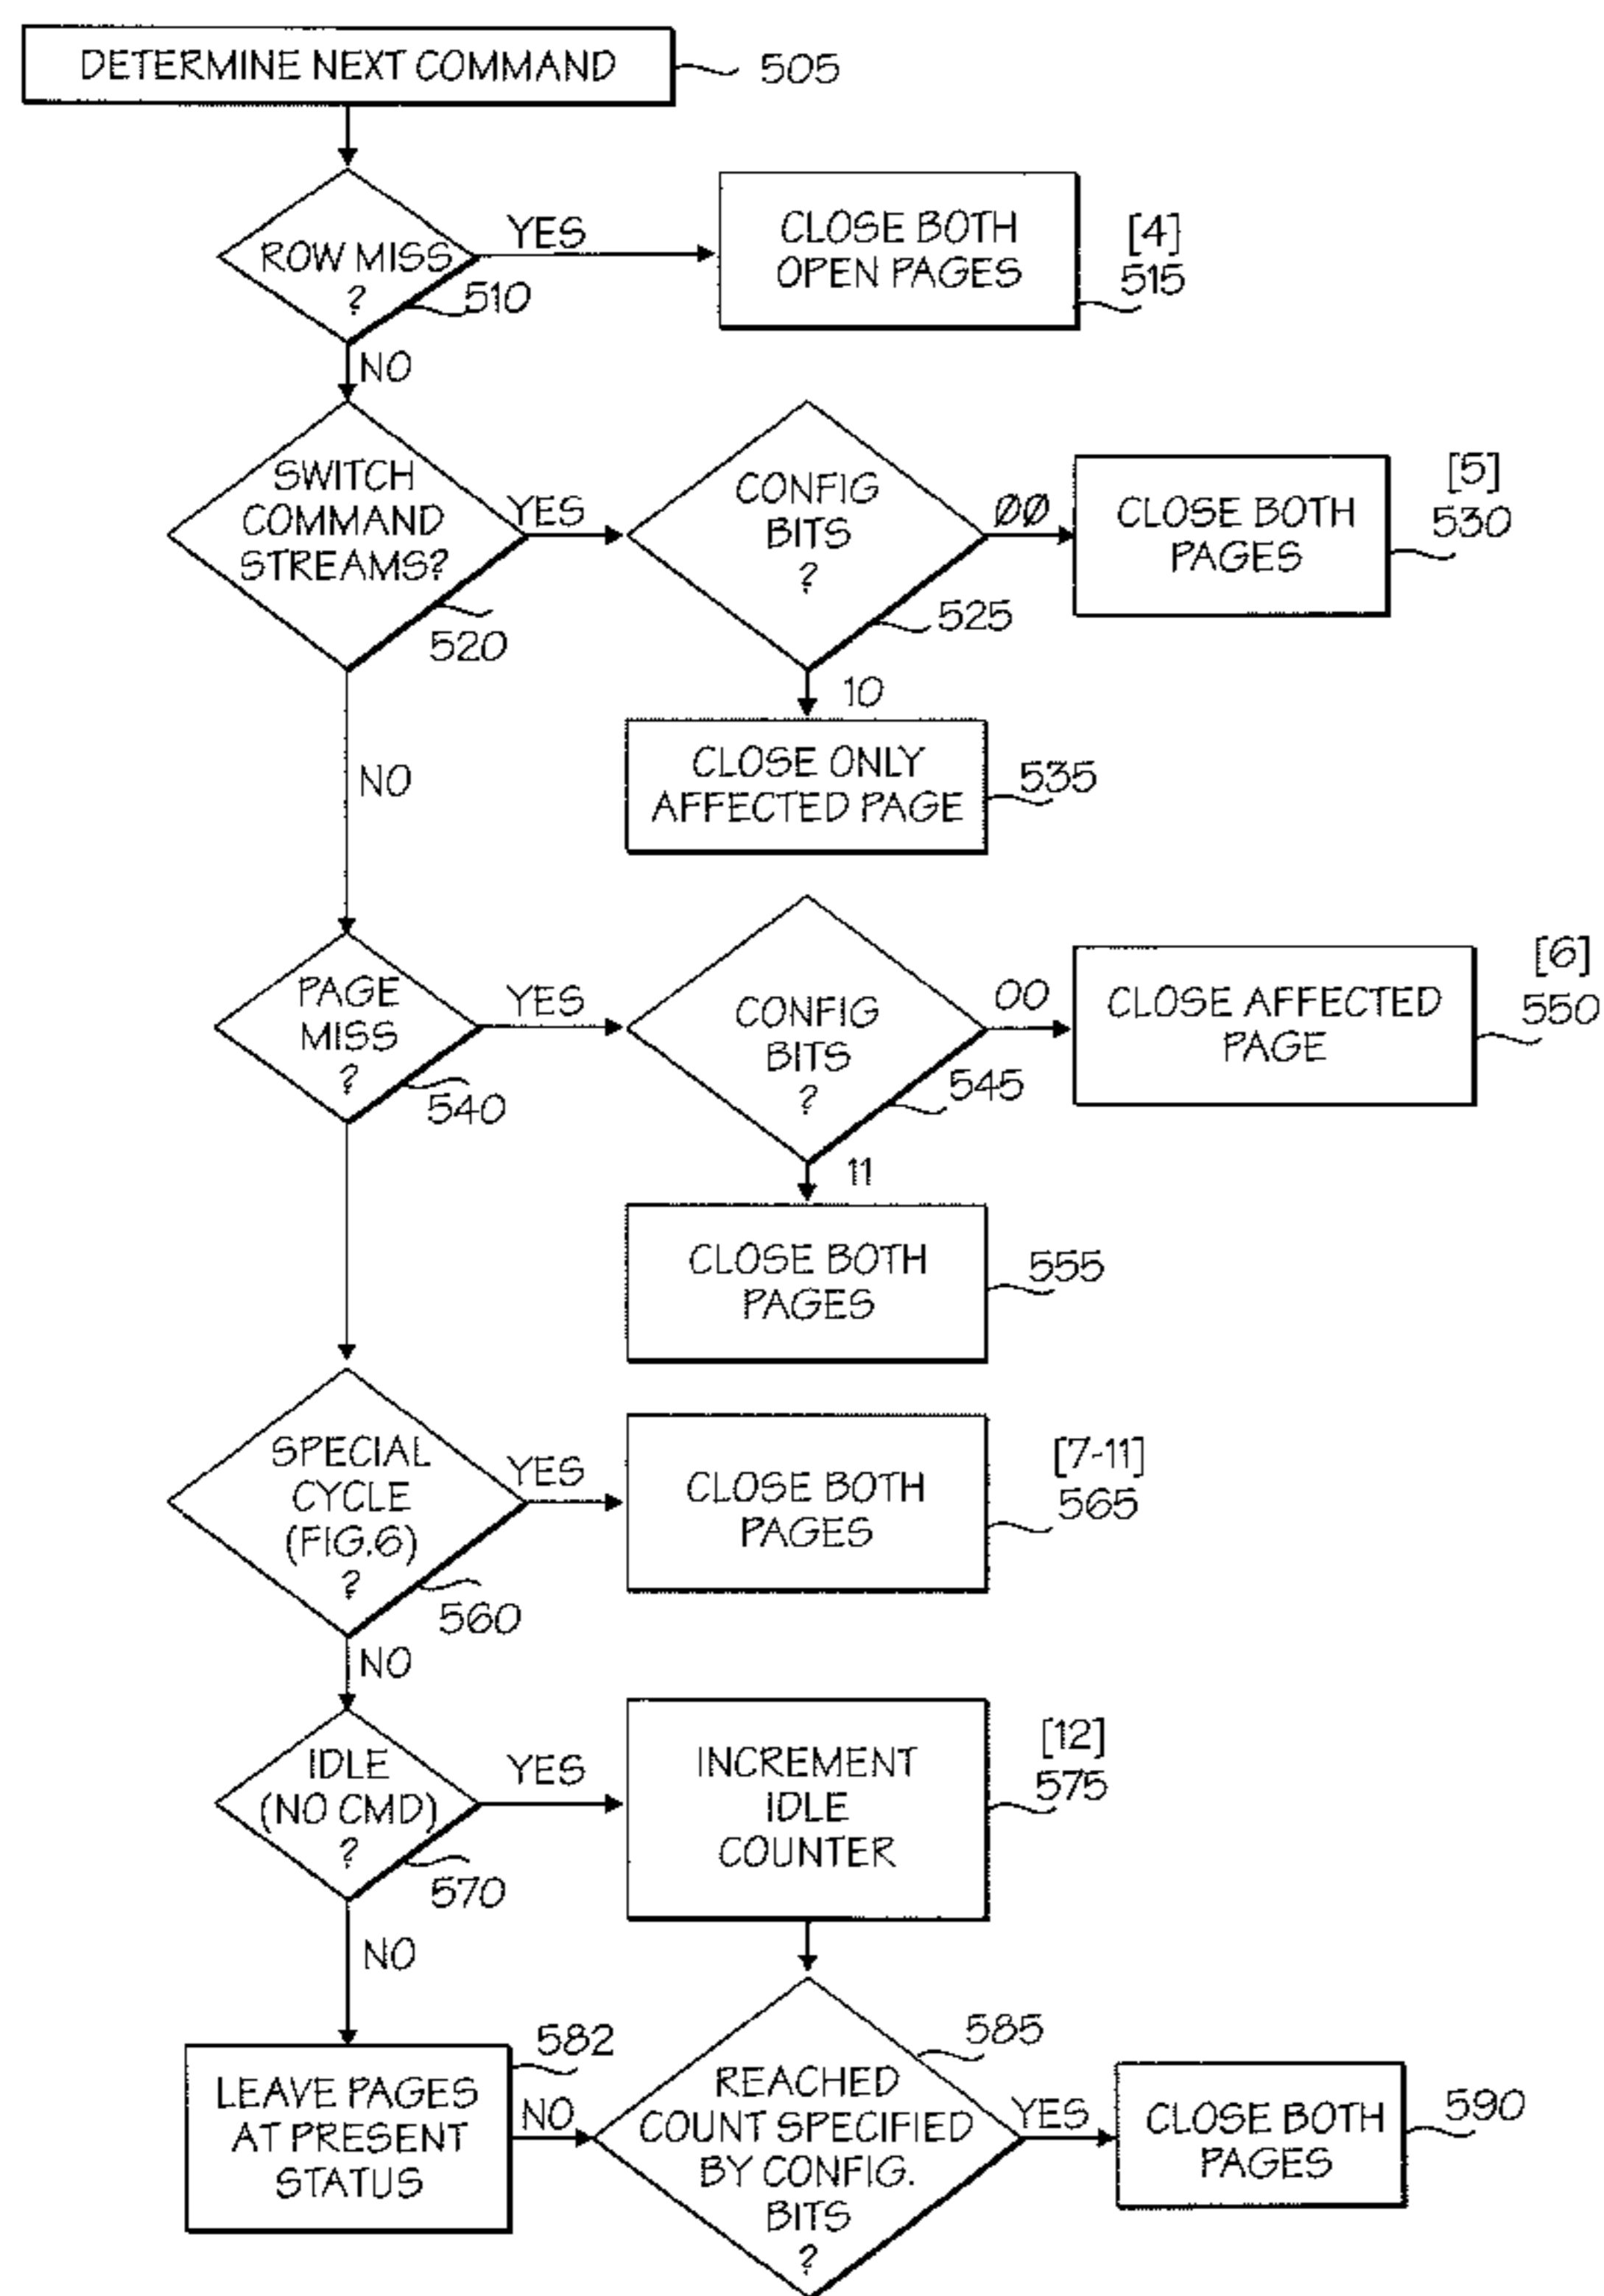 DETERMINE NEXT COMMAND
505
ROW MISS
?
510
YES
CLOSE BOTH
OPEN PAGES
[4]
515
NO
SWITCH
COMMAND
STREAMS?
520
YES
CONFIG
BITS
?
525
ØØ
CLOSE BOTH
PAGES
[5]
530
10
CLOSE ONLY
AFFECTED PAGE
535
NO
PAGE
MISS
?
540
YES
CONFIG
BITS
?
545
00
CLOSE AFFECTED
PAGE
[6]
550
11
CLOSE BOTH
PAGES
555
SPECIAL
CYCLE
(FIG.6)
?
560
YES
CLOSE BOTH
PAGES
[7-11]
565
NO
IDLE
(NO CMD)
?
570
YES
INCREMENT
IDLE
COUNTER
[12]
575
NO
LEAVE PAGES
AT PRESENT
STATUS
582
NO
REACHED
COUNT SPECIFIED
BY CONFIG.
BITS
?
585
YES
CLOSE BOTH
PAGES
590